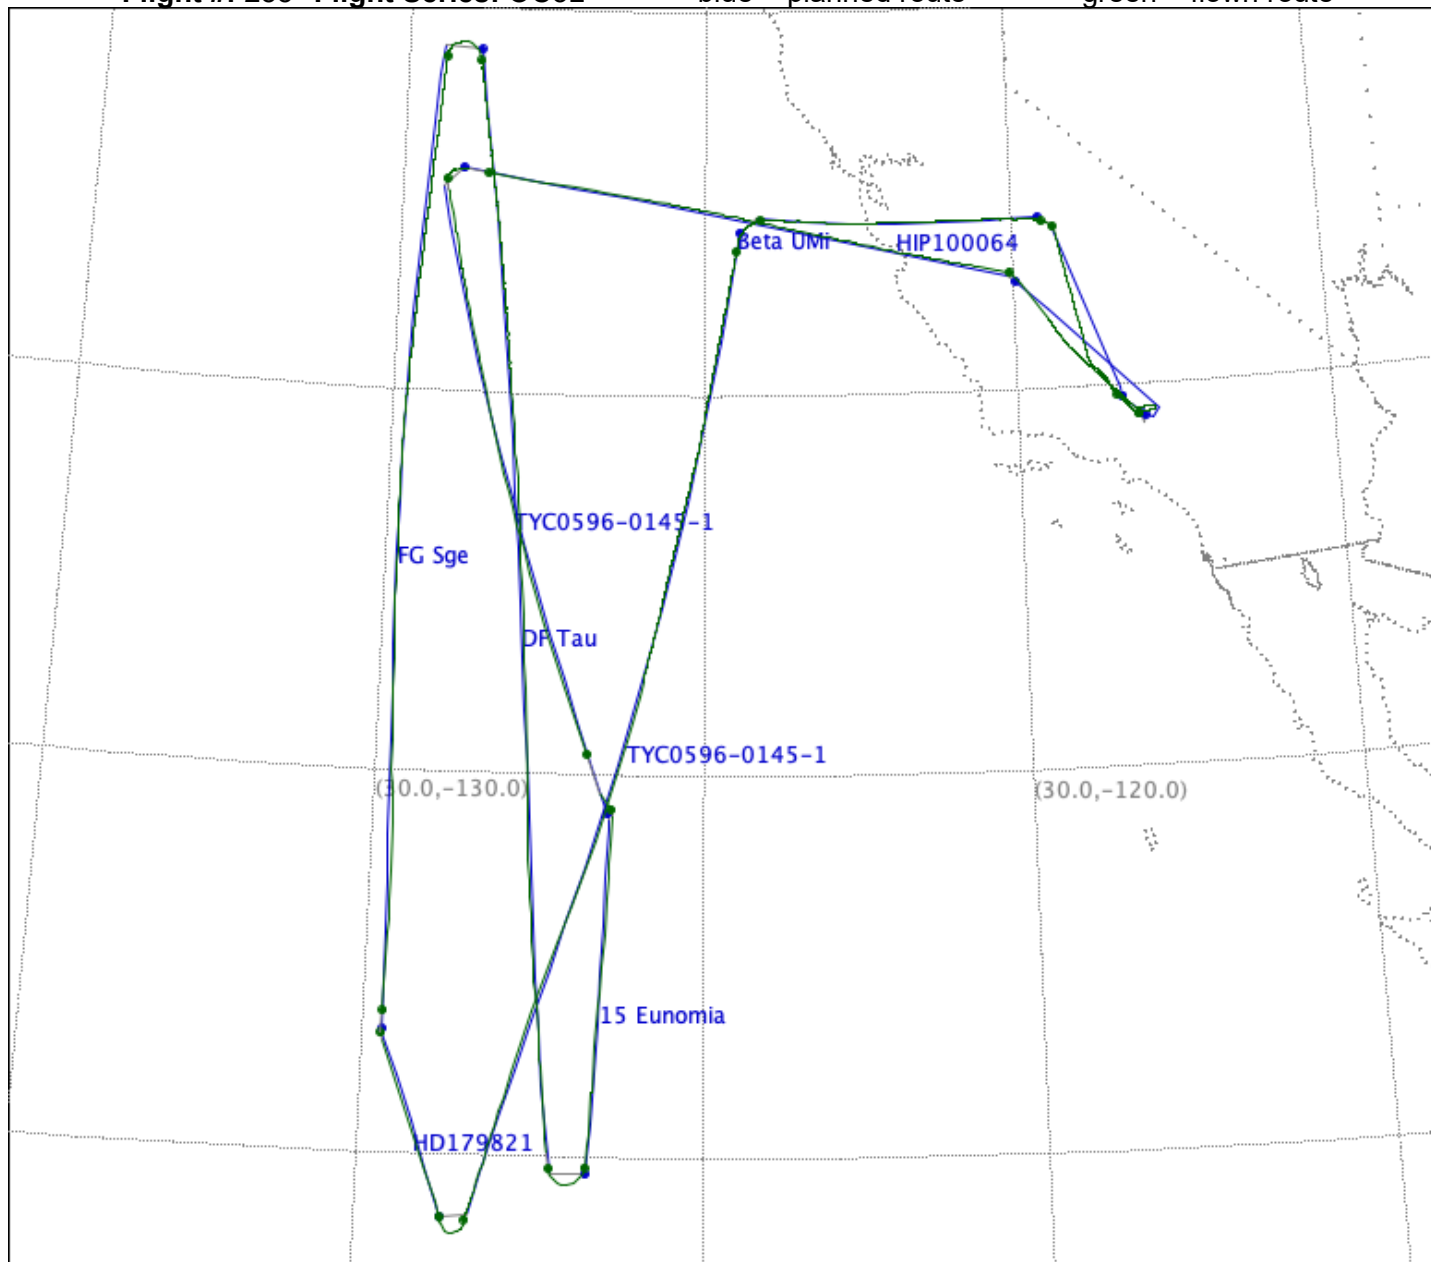 Beta UMi
HIP100064
TYC0596-0145-1
FG Sge
DF Tau
TYC0596-0145-1
(30.0,-130.0)
(30.0,-120.0)
15 Eunomia
HD179821